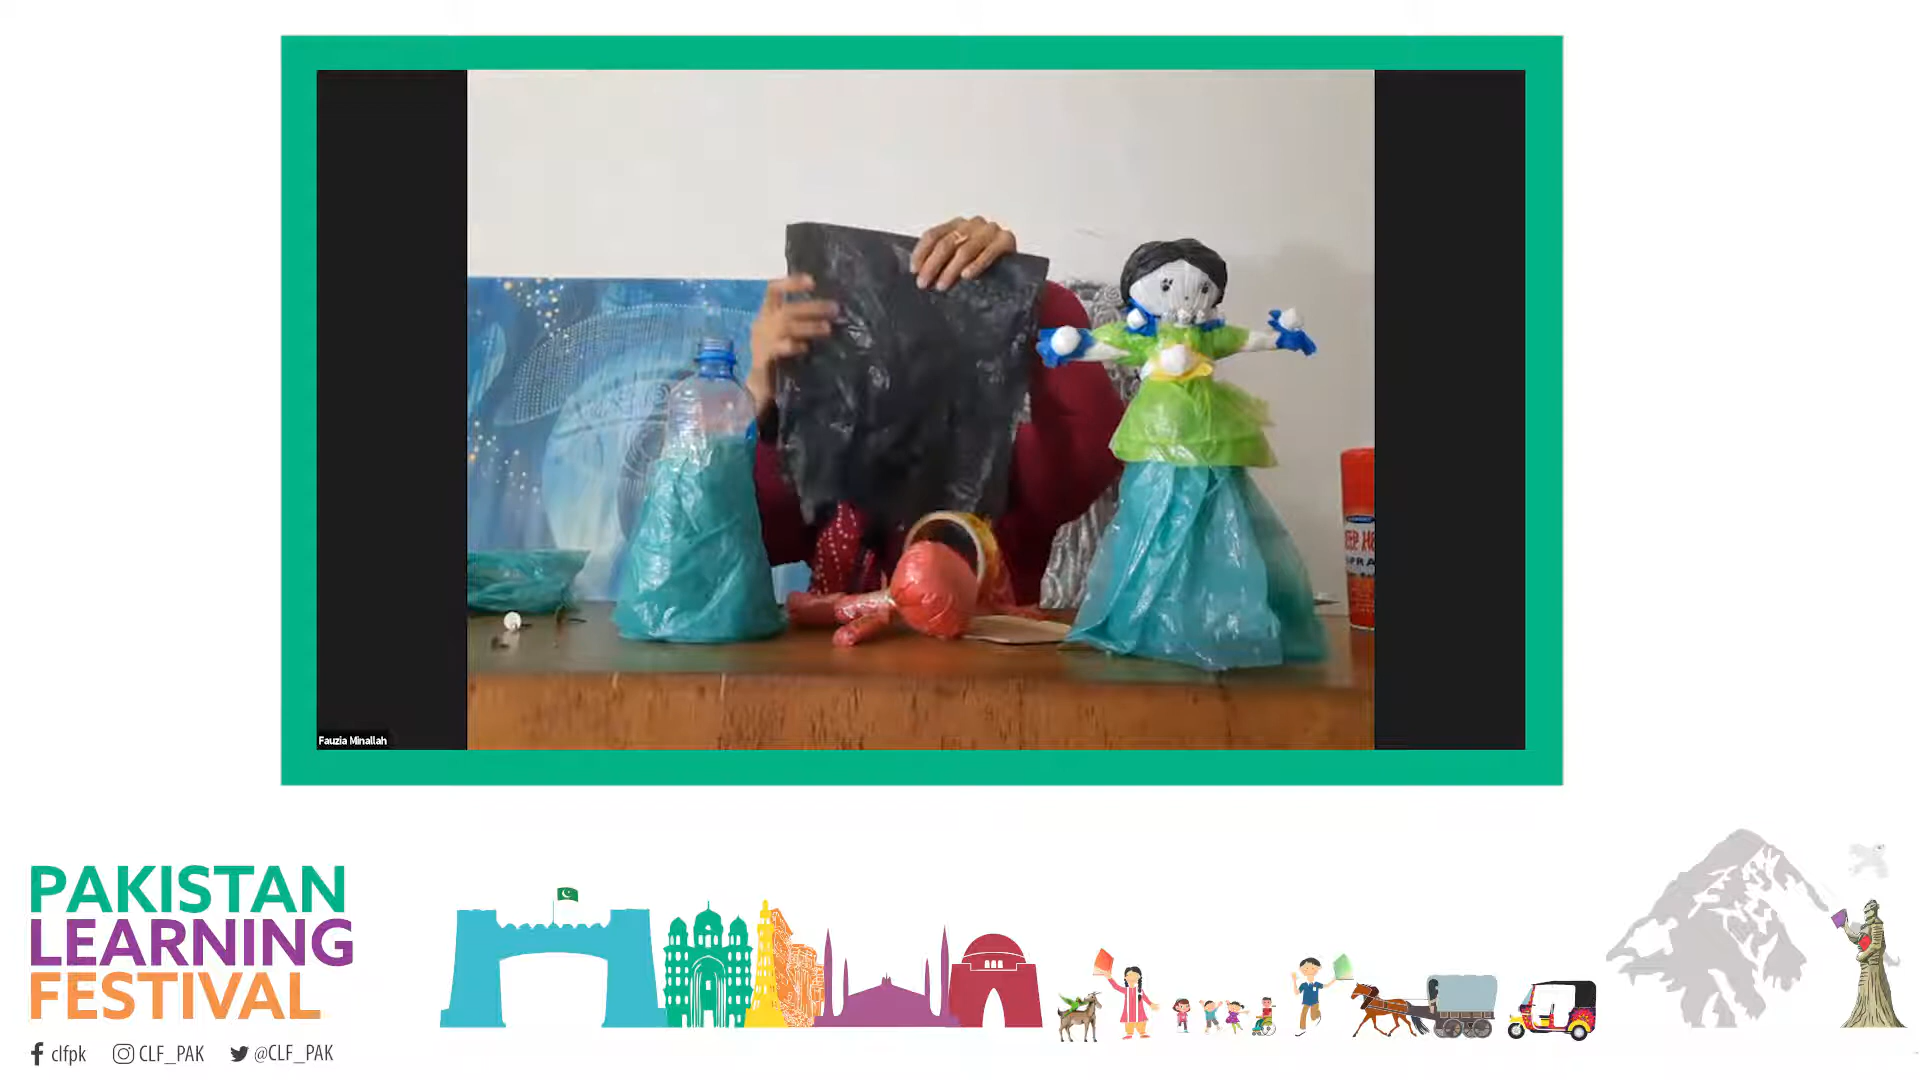 Fauzia Minallah
PAKISTAN
LEARNING
FESTIVAL
clfpk CLF_PAK @CLF_PAK